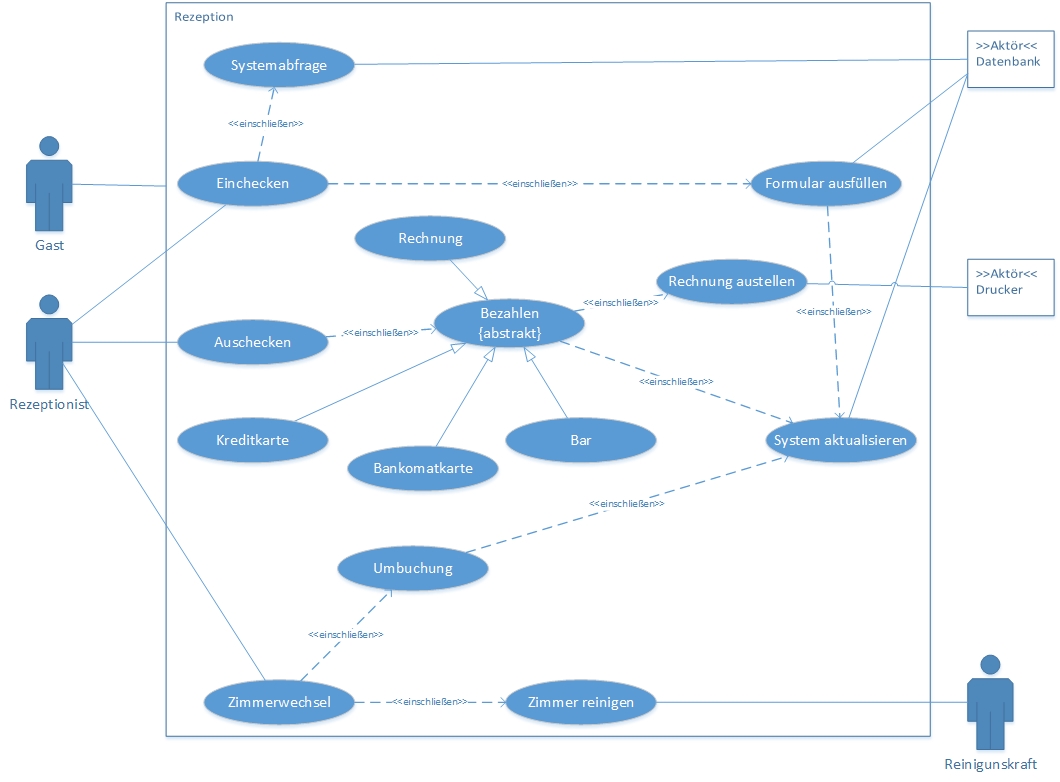 Rezeption
>>Aktör<<
Datenbank
Systemabfrage
<<einschließen>>
Einchecken
<<einschließen>>
Formular ausfüllen
Gast
Rechnung
Rechnung austellen
>>Aktör<<
Drucker
<<einschließen>>
Bezahlen
{abstrakt}
<<einschließen>>
Auschecken
<<einschließen>>
<<einschließen>>
Rezeptionist
Kreditkarte
Bar
System aktualisieren
Bankomatkarte
<<einschließen>>
Umbuchung
<<einschließen>>
Zimmerwechsel
<<einschließen>>
Zimmer reinigen
Reinigunskraft